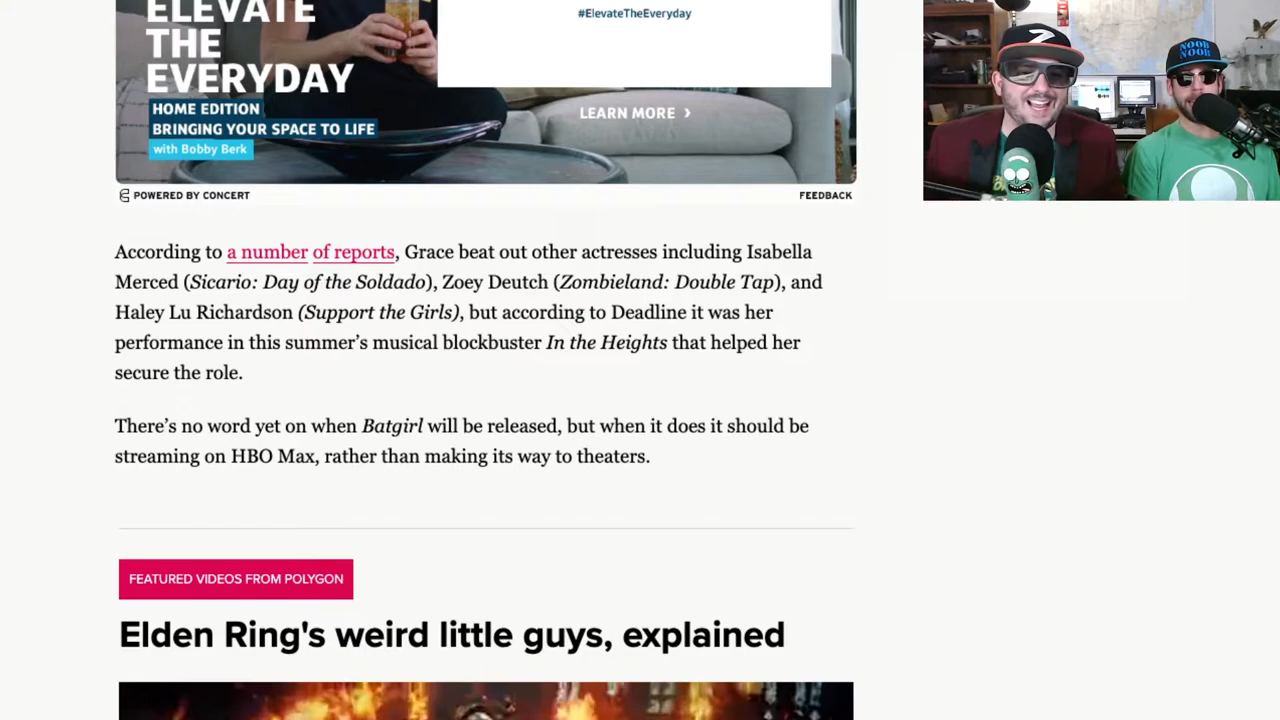 ELEVATE
THE
EVERYDAY
HOME EDITION
BRINGING YOUR SPACE TO LIFE
with Bobby Berk
#ElevateTheEveryday
LEARN MORE ›
POWERED BY CONCERT
FEEDBACK
According to a number of reports, Grace beat out other actresses including Isabella
Merced (Sicario: Day of the Soldado), Zoey Deutch (Zombieland: Double Tap), and
Haley Lu Richardson (Support the Girls), but according to Deadline it was her
performance in this summer’s musical blockbuster In the Heights that helped her
secure the role.
There’s no word yet on when Batgirl will be released, but when it does it should be
streaming on HBO Max, rather than making its way to theaters.
FEATURED VIDEOS FROM POLYGON
Elden Ring's weird little guys, explained
NOOB
NOOB